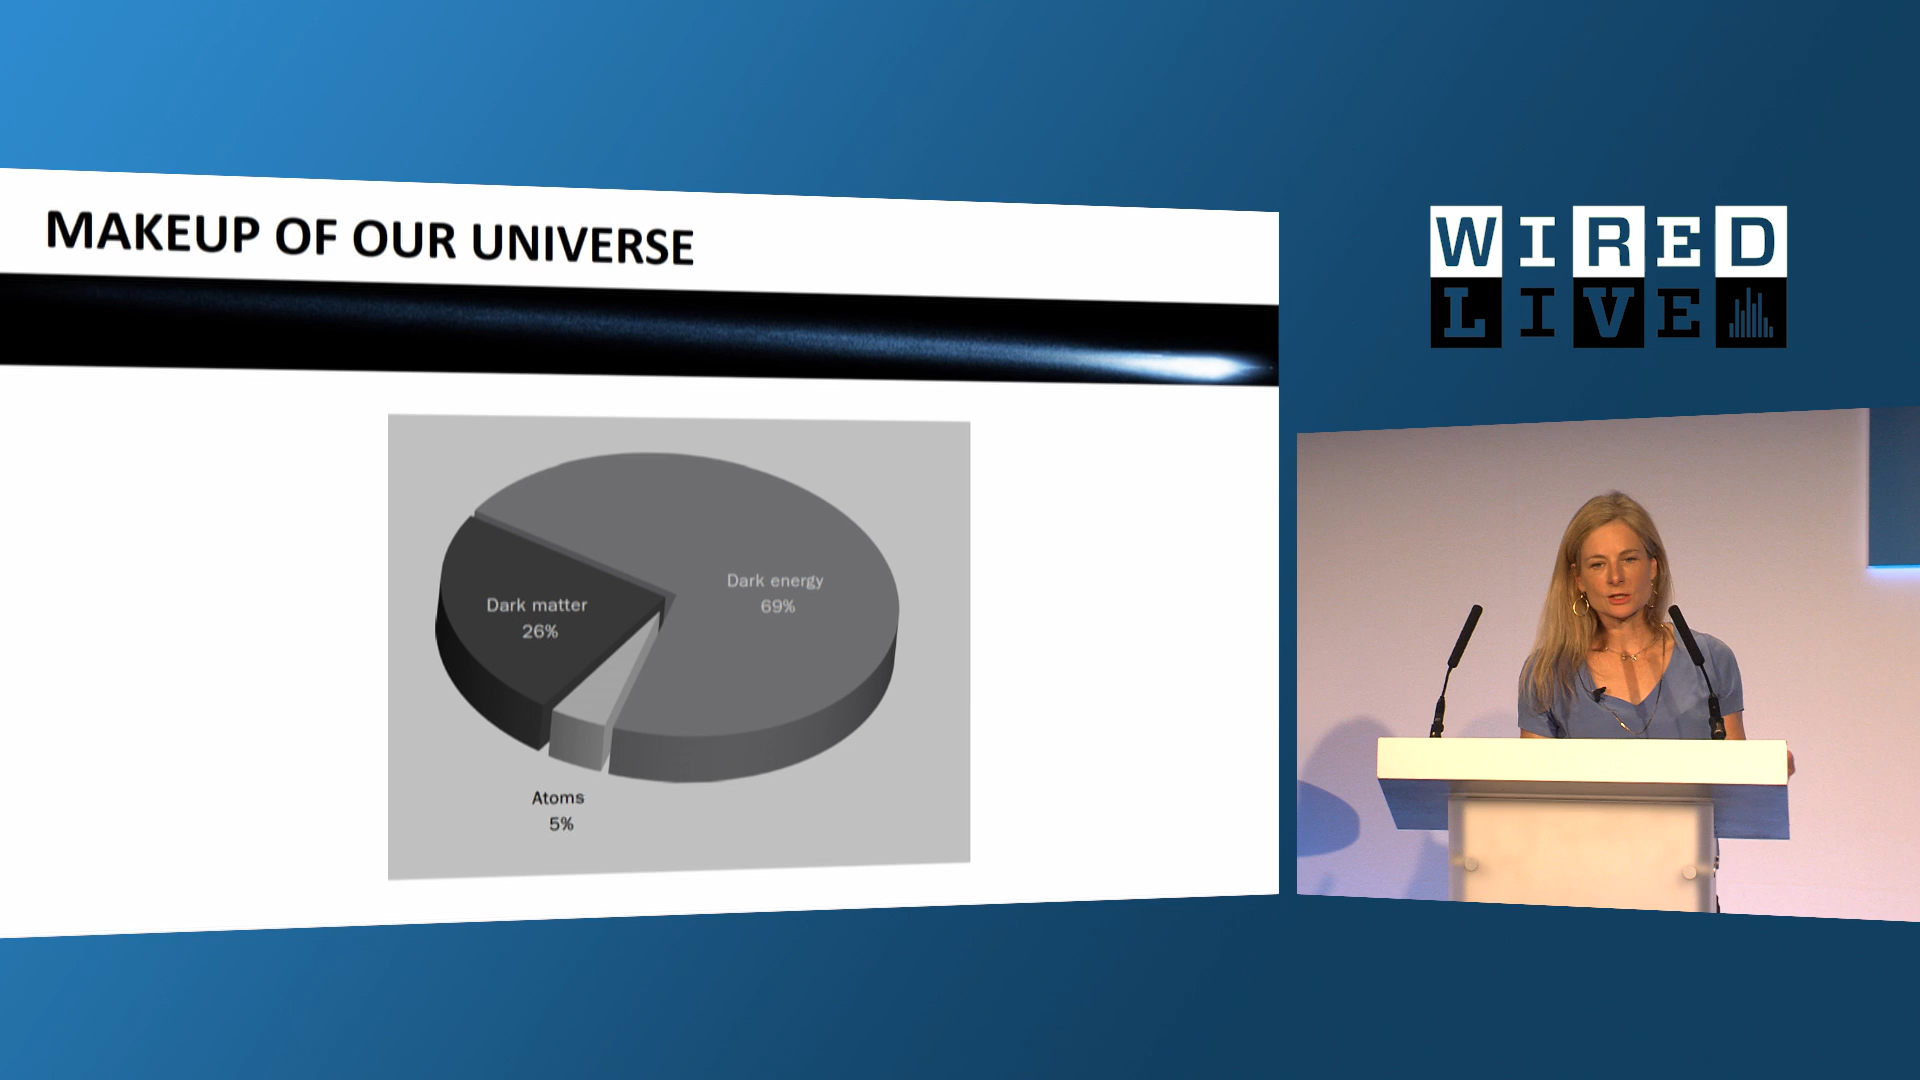 MAKEUP OF OUR UNIVERSE
Dark energy
69%
Dark matter
26%
Atoms
5%
WIRED
LIVE